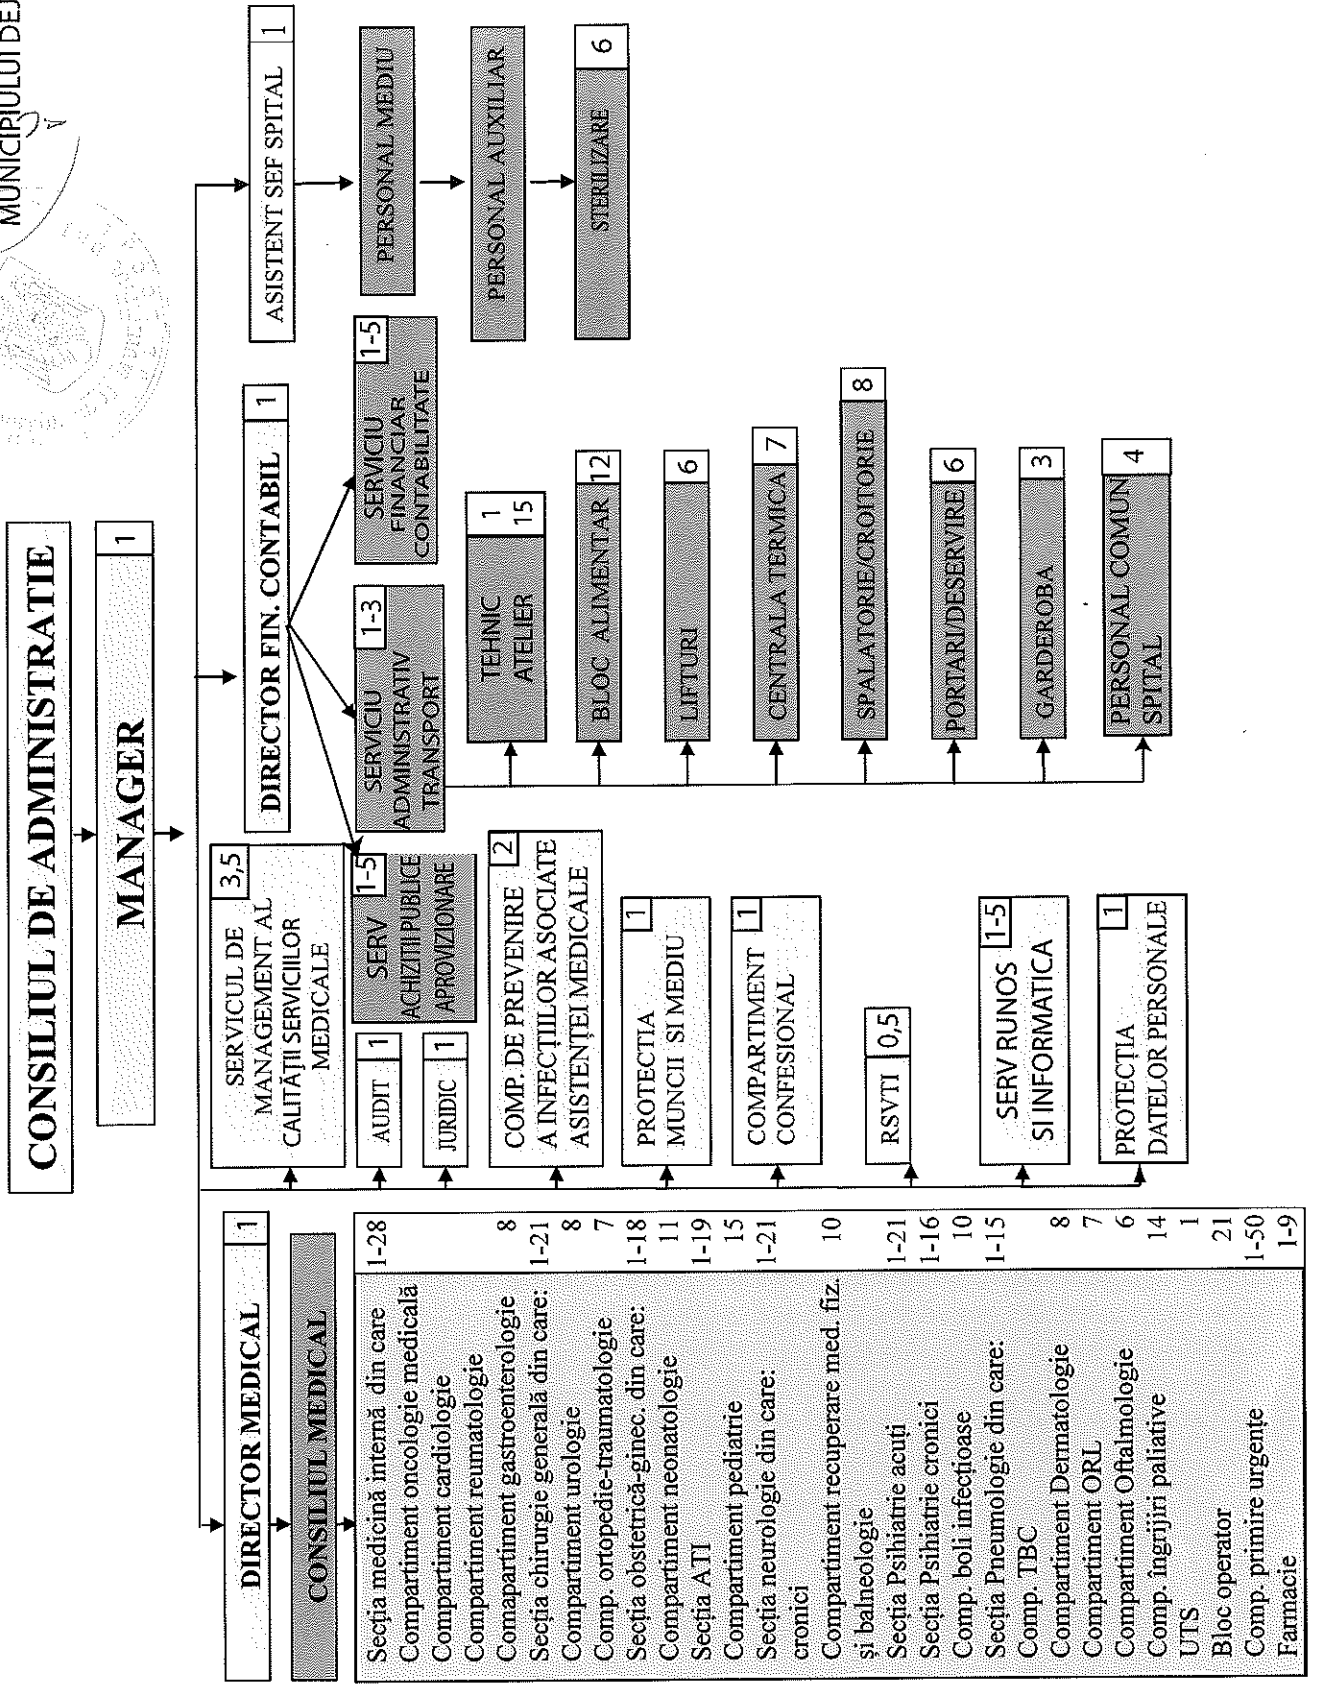 MUNICIPIULUI DEJ
CONSILIUL DE ADMINISTRATIE
MANAGER 1
DIRECTOR MEDICAL 1
CONSILIUL MEDICAL
Secția medicină internă din care 1-28
Compartiment oncologie medicală
Compartiment cardiologie
Compartiment reumatologie
Comapartiment gastroenterologie 8
Secția chirurgie generală din care: 1-21
Compartiment urologie 8
Comp. ortopedie-traumatologie 7
Secția. obstetrică-ginec. din care: 1-18
Compartiment neonatologie 11
Secția ATI 1-19
Compartiment pediatrie 15
Secția neurologie din care: 1-21
cronici
Compartiment recuperare med. fiz. 10
și balneologie
Secția Psihiatrie acuți 1-21
Secția Psihiatrie cronici 1-16
Comp. boli infecțioase 10
Secția Pneumologie din care: 1-15
Comp. TBC
Compartiment Dermatologie 8
Compartiment ORL 7
Compartiment Oftalmologie 6
Comp. îngrijiri paliative 14
UTS 1
Bloc operator 21
Comp. primire urgențe 1-50
Farmacie 1-9
SERVICUL DE 3,5
MANAGEMENT AL
CALITĂȚII SERVICIILOR
MEDICALE
AUDIT 1
JURIDIC 1
COMP. DE PREVENIRE 2
A INFECȚIILOR ASOCIATE
ASISTENȚEI MEDICALE
PROTECTIA 1
MUNCII SI MEDIU
COMPARTIMENT 1
CONFESIONAL
RSVTI 0,5
SERV RUNOS 1-5
SI INFORMATICA
PROTECȚIA 1
DATELOR PERSONALE
DIRECTOR FIN. CONTABIL 1
SERV 1-5
ACHIZITII PUBLICE
APROVIZIONARE
SERVICIU 1-3
ADMINISTRATIV
TRANSPORT
SERVICIU 1-5
FINANCIAR
CONTABILITATE
TEHNIC 1
ATELIER 15
BLOC ALIMENTAR 12
LIFTURI 6
CENTRALA TERMICA 7
SPALATORIE/CROITORIE 8
PORTARI/DESERVIRE 6
GARDEROBA 3
PERSONAL COMUN 4
SPITAL
ASISTENT SEF SPITAL 1
PERSONAL MEDIU
PERSONAL AUXILIAR
STERILIZARE 6